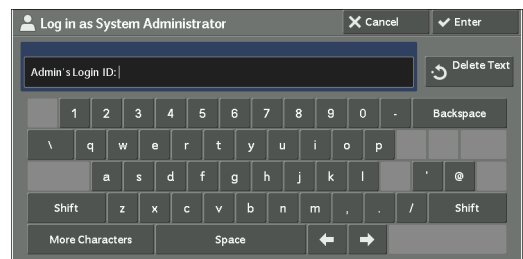 Log in as System Administrator Cancel Enter
Admin's Login ID: Delete Text
1 2 3 4 5 6 7 8 9 0 - Backspace
\ q w e r t y u i o p
a s d f g h j k l ' @
Shift z x c v b n m , . / Shift
More Characters Space